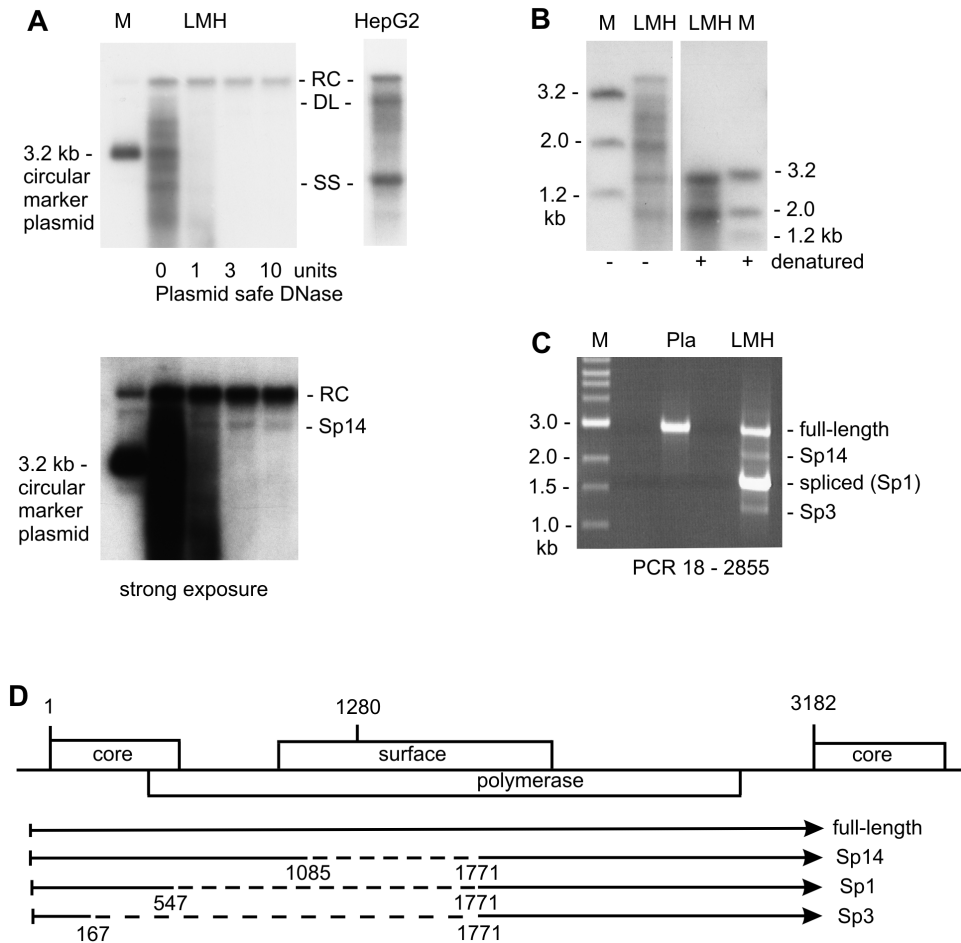 A
M LMH HepG2
- RC -
- DL -
- SS -
3.2 kb -
circular
marker
plasmid
0 1 3 10 units
Plasmid safe DNase
- RC
- Sp14
3.2 kb -
circular
marker
plasmid
strong exposure
B
M LMH LMH M
3.2 -
2.0 -
1.2 -
kb
- 3.2
- 2.0
- 1.2 kb
- - + + denatured
C
M Pla LMH
3.0 -
2.0 -
1.5 -
1.0 -
kb
- full-length
- Sp14
- spliced (Sp1)
- Sp3
PCR 18 - 2855
D
1 1280 3182
core surface core
polymerase
full-length
Sp14
1085 1771
Sp1
547 1771
Sp3
167 1771